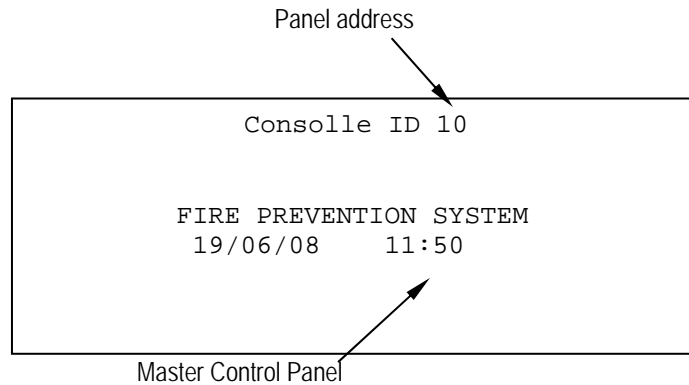 Panel address
Consolle ID 10
FIRE PREVENTION SYSTEM
19/06/08 11:50
Master Control Panel